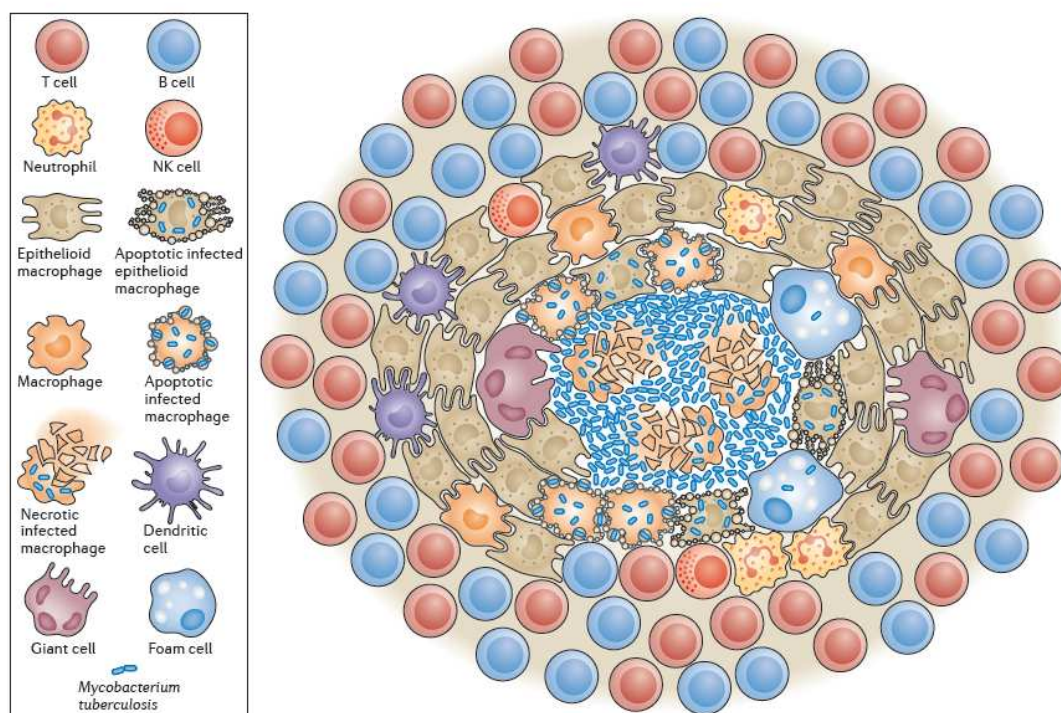 T cell
B cell
Neutrophil
NK cell
Epithelioid
macrophage
Apoptotic infected
epithelioid
macrophage
Macrophage
Apoptotic
infected
macrophage
Necrotic
infected
macrophage
Dendritic
cell
Giant cell
Foam cell
Mycobacterium
tuberculosis